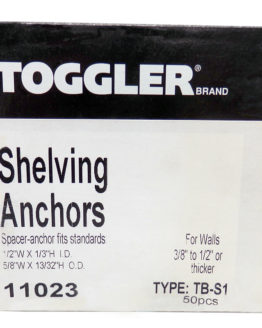 TOGGLER® BRAND
Shelving
Anchors
Spacer-anchor fits standards
1/2"W X 1/3"H I.D.
5/8"W X 13/32"H O.D.
For Walls
3/8" to 1/2" or
thicker
11023
TYPE: TB-S1
50pcs